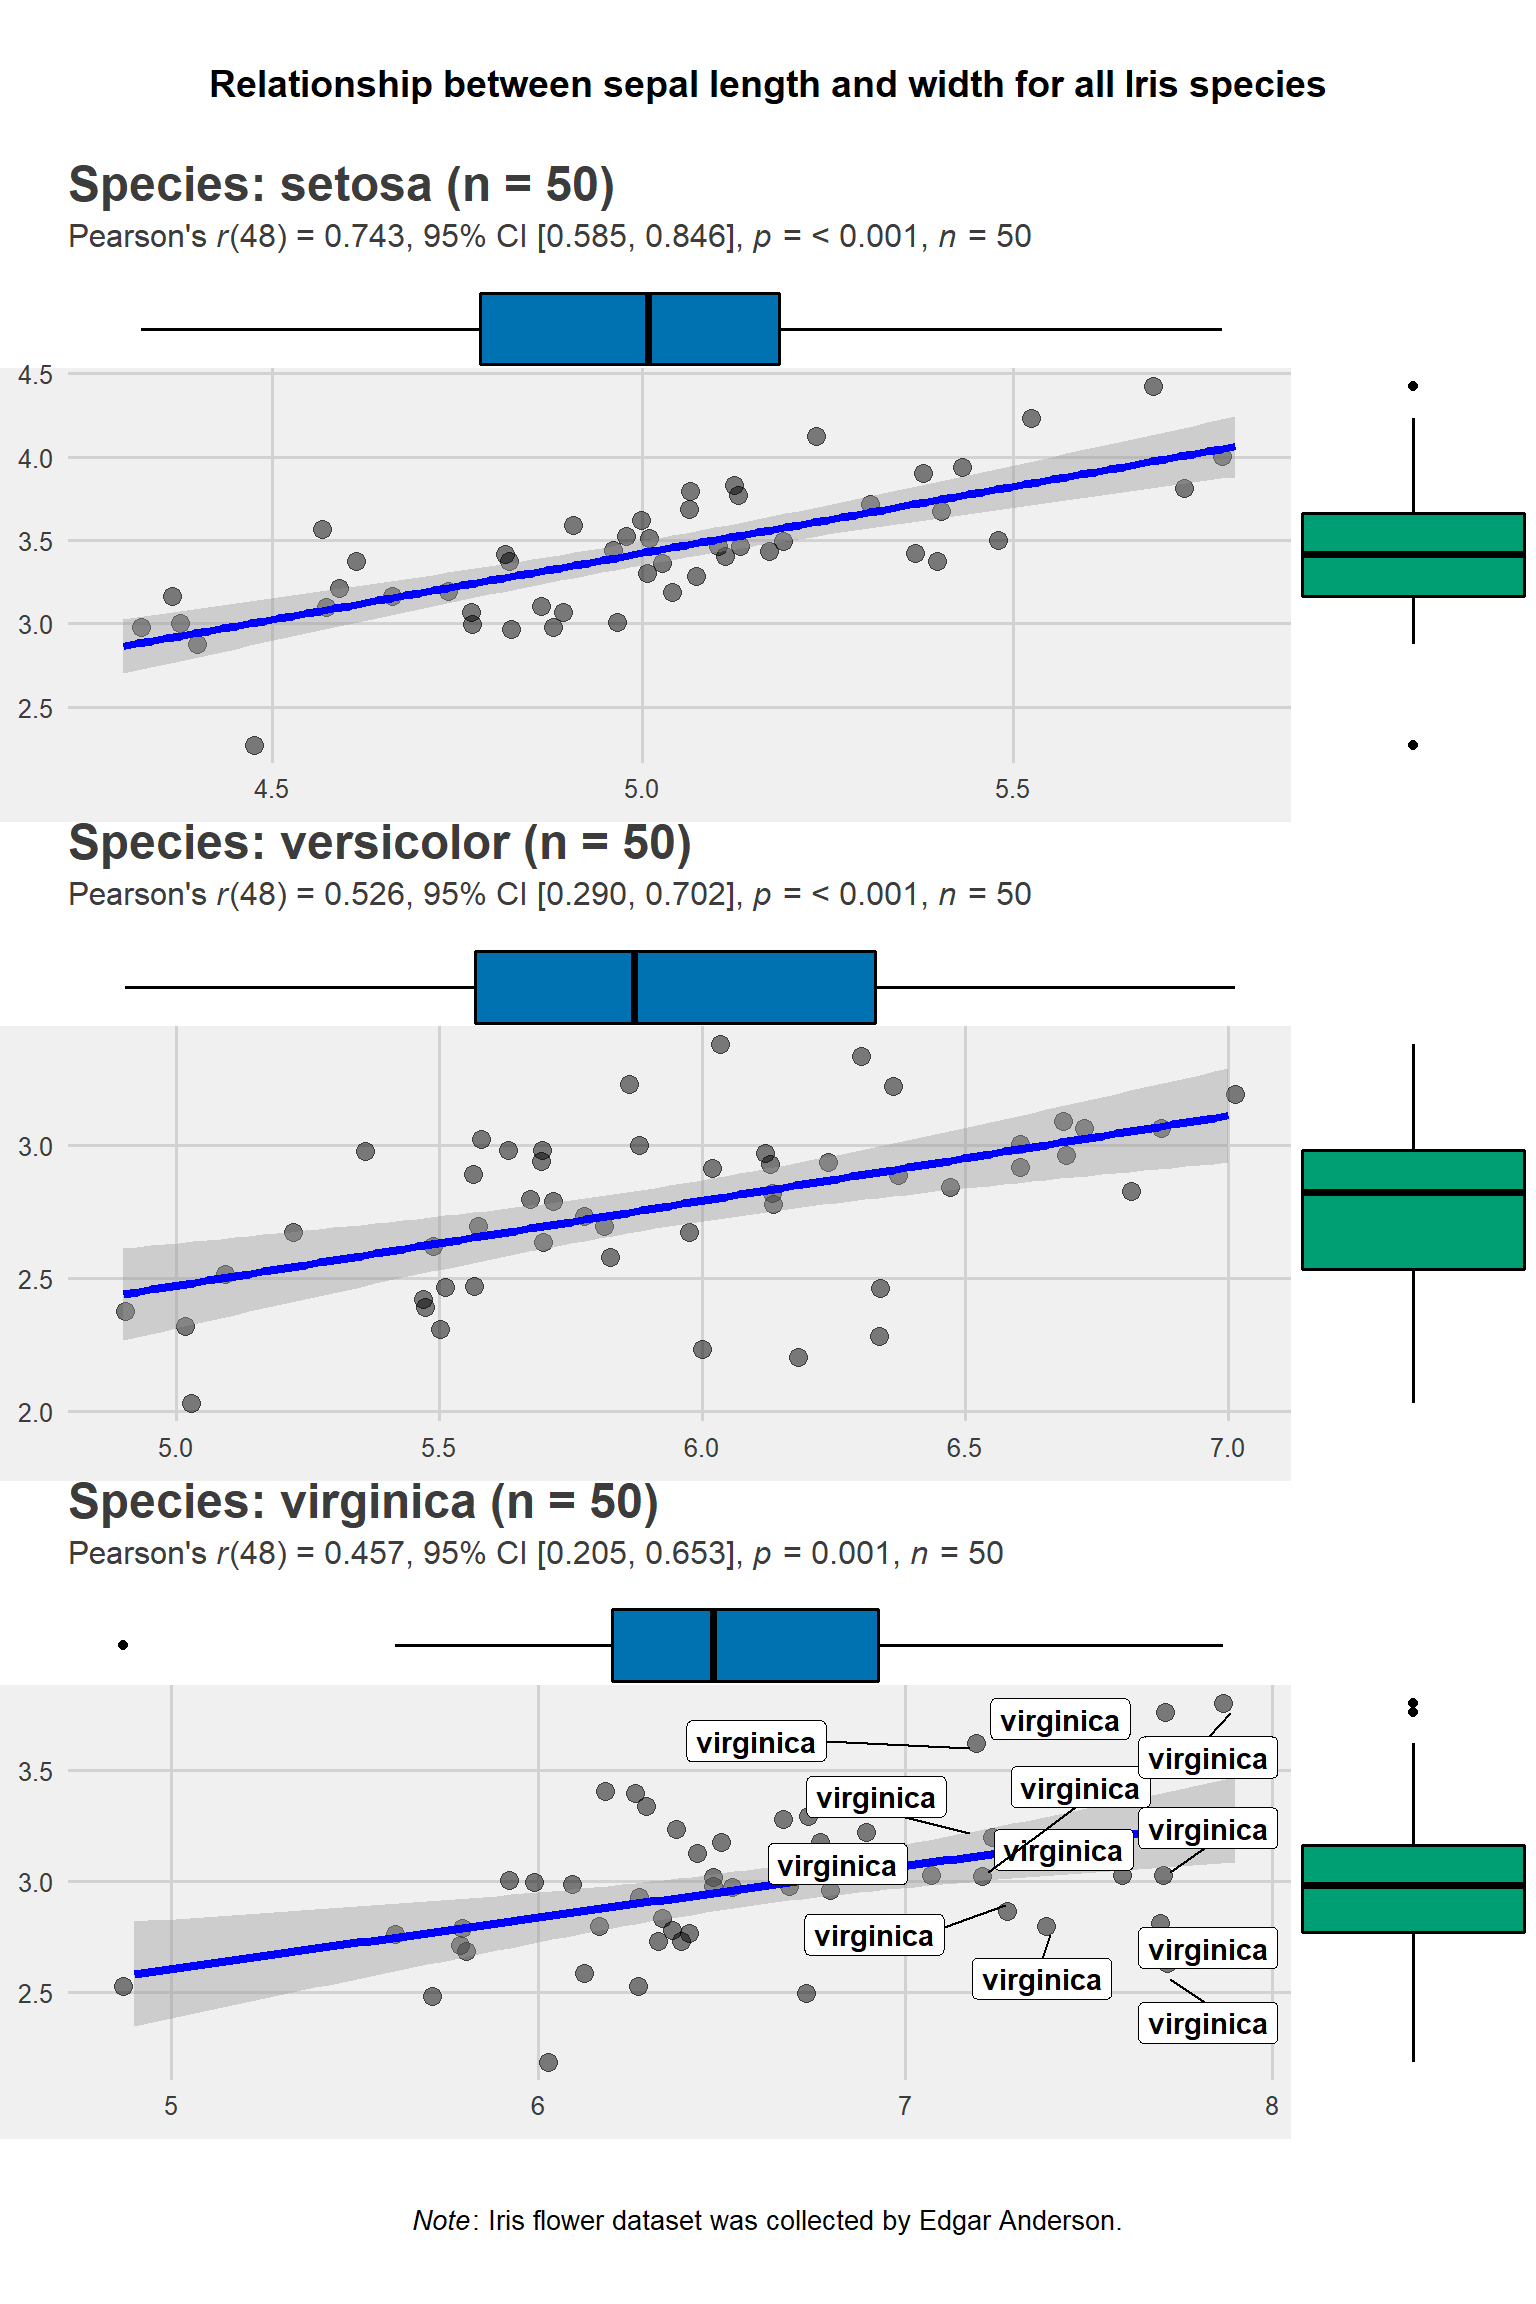 Relationship between sepal length and width for all Iris species
Species: setosa (n = 50)
Pearson's r(48) = 0.743, 95% CI [0.585, 0.846], p = < 0.001, n = 50
4.5
4.0
3.5
3.0
2.5
4.5 5.0 5.5
Species: versicolor (n = 50)
Pearson's r(48) = 0.526, 95% CI [0.290, 0.702], p = < 0.001, n = 50
3.0
2.5
2.0
5.0 5.5 6.0 6.5 7.0
Species: virginica (n = 50)
Pearson's r(48) = 0.457, 95% CI [0.205, 0.653], p = 0.001, n = 50
virginica
virginica
virginica
3.5
virginica
virginica
virginica
virginica
virginica
3.0
virginica
virginica
virginica
2.5
virginica
5 6 7 8
Note: Iris flower dataset was collected by Edgar Anderson.